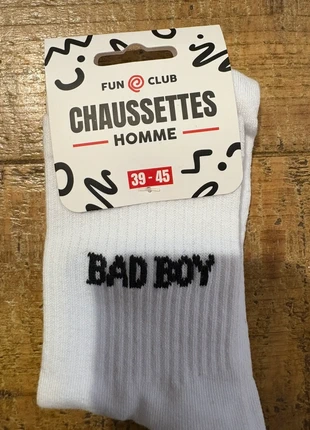 FUN CLUB
CHAUSSETTES
HOMME
39 - 45
BAD BOY